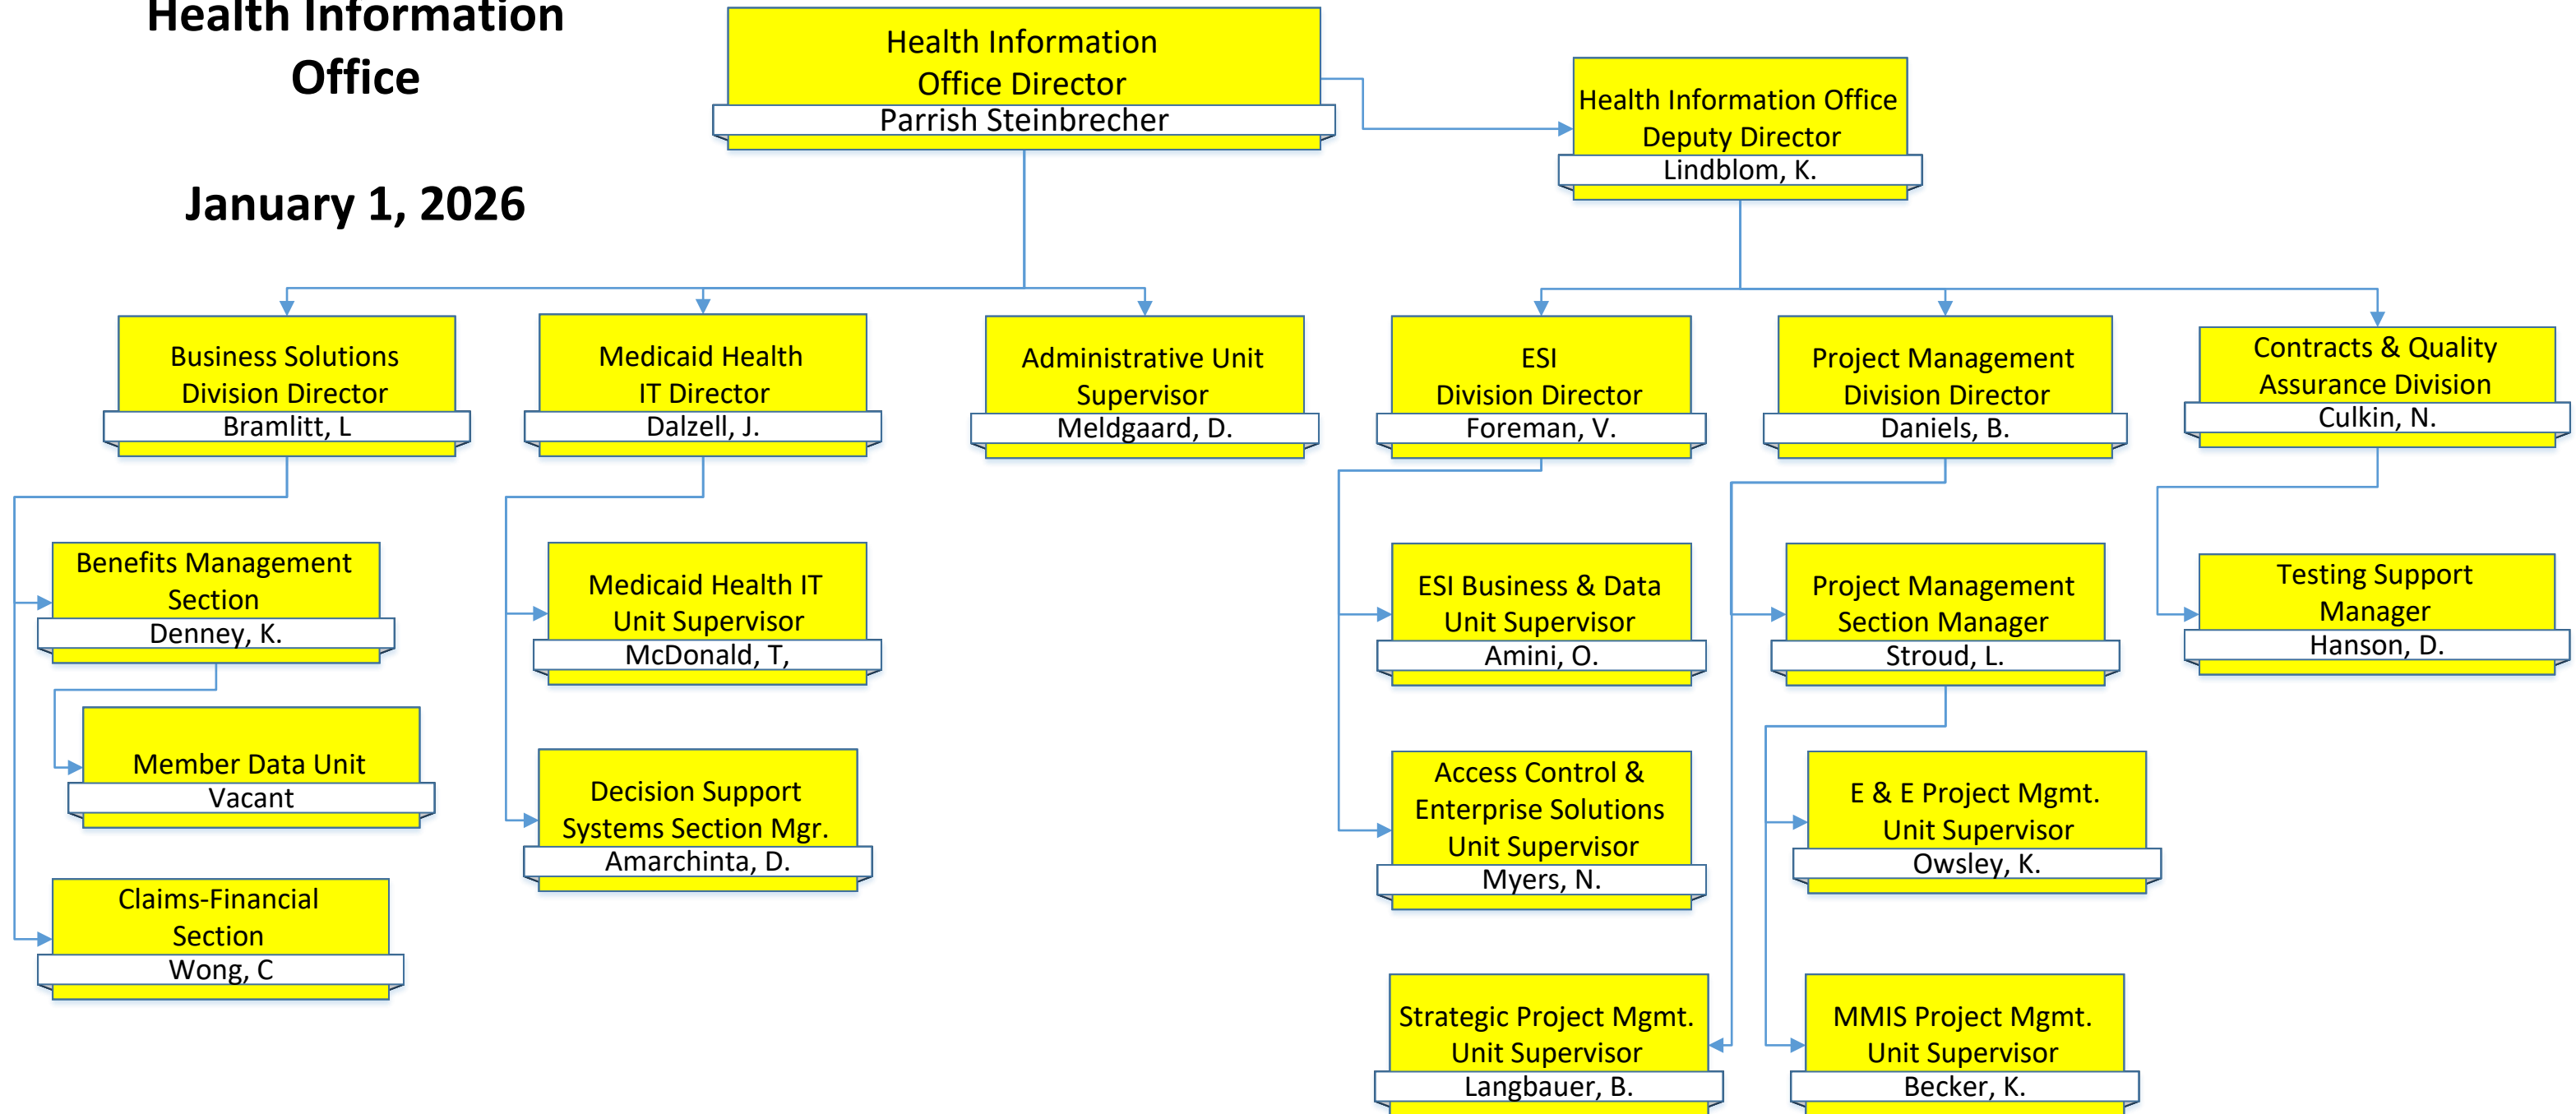 Health Information
Office
January 1, 2026
Health Information
Office Director
Parrish Steinbrecher
Health Information Office
Deputy Director
Lindblom, K.
Business Solutions
Division Director
Bramlitt, L
Medicaid Health
IT Director
Dalzell, J.
Administrative Unit
Supervisor
Meldgaard, D.
ESI
Division Director
Foreman, V.
Project Management
Division Director
Daniels, B.
Contracts & Quality
Assurance Division
Culkin, N.
Benefits Management
Section
Denney, K.
Medicaid Health IT
Unit Supervisor
McDonald, T,
ESI Business & Data
Unit Supervisor
Amini, O.
Project Management
Section Manager
Stroud, L.
Testing Support
Manager
Hanson, D.
Member Data Unit
Vacant
Decision Support
Systems Section Mgr.
Amarchinta, D.
Access Control &
Enterprise Solutions
Unit Supervisor
Myers, N.
E & E Project Mgmt.
Unit Supervisor
Owsley, K.
Claims-Financial
Section
Wong, C
Strategic Project Mgmt.
Unit Supervisor
Langbauer, B.
MMIS Project Mgmt.
Unit Supervisor
Becker, K.